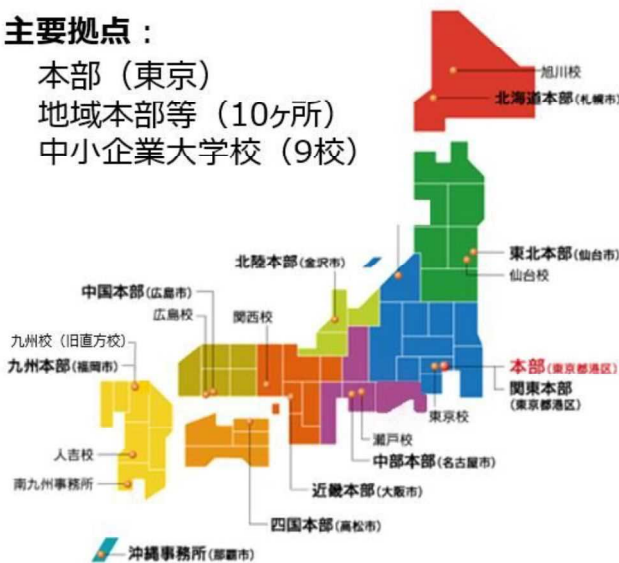 主要拠点：
本部（東京）
地域本部等（10ヶ所）
中小企業大学校（9校）
旭川校
北海道本部(札幌市)
東北本部(仙台市)
仙台校
北陸本部(金沢市)
中国本部(広島市)
広島校
関西校
九州校（旧直方校）
九州本部(福岡市)
本部(東京都港区)
関東本部
(東京都港区)
東京校
瀬戸校
中部本部(名古屋市)
人吉校
南九州事務所
近畿本部(大阪市)
四国本部(高松市)
沖縄事務所(那覇市)